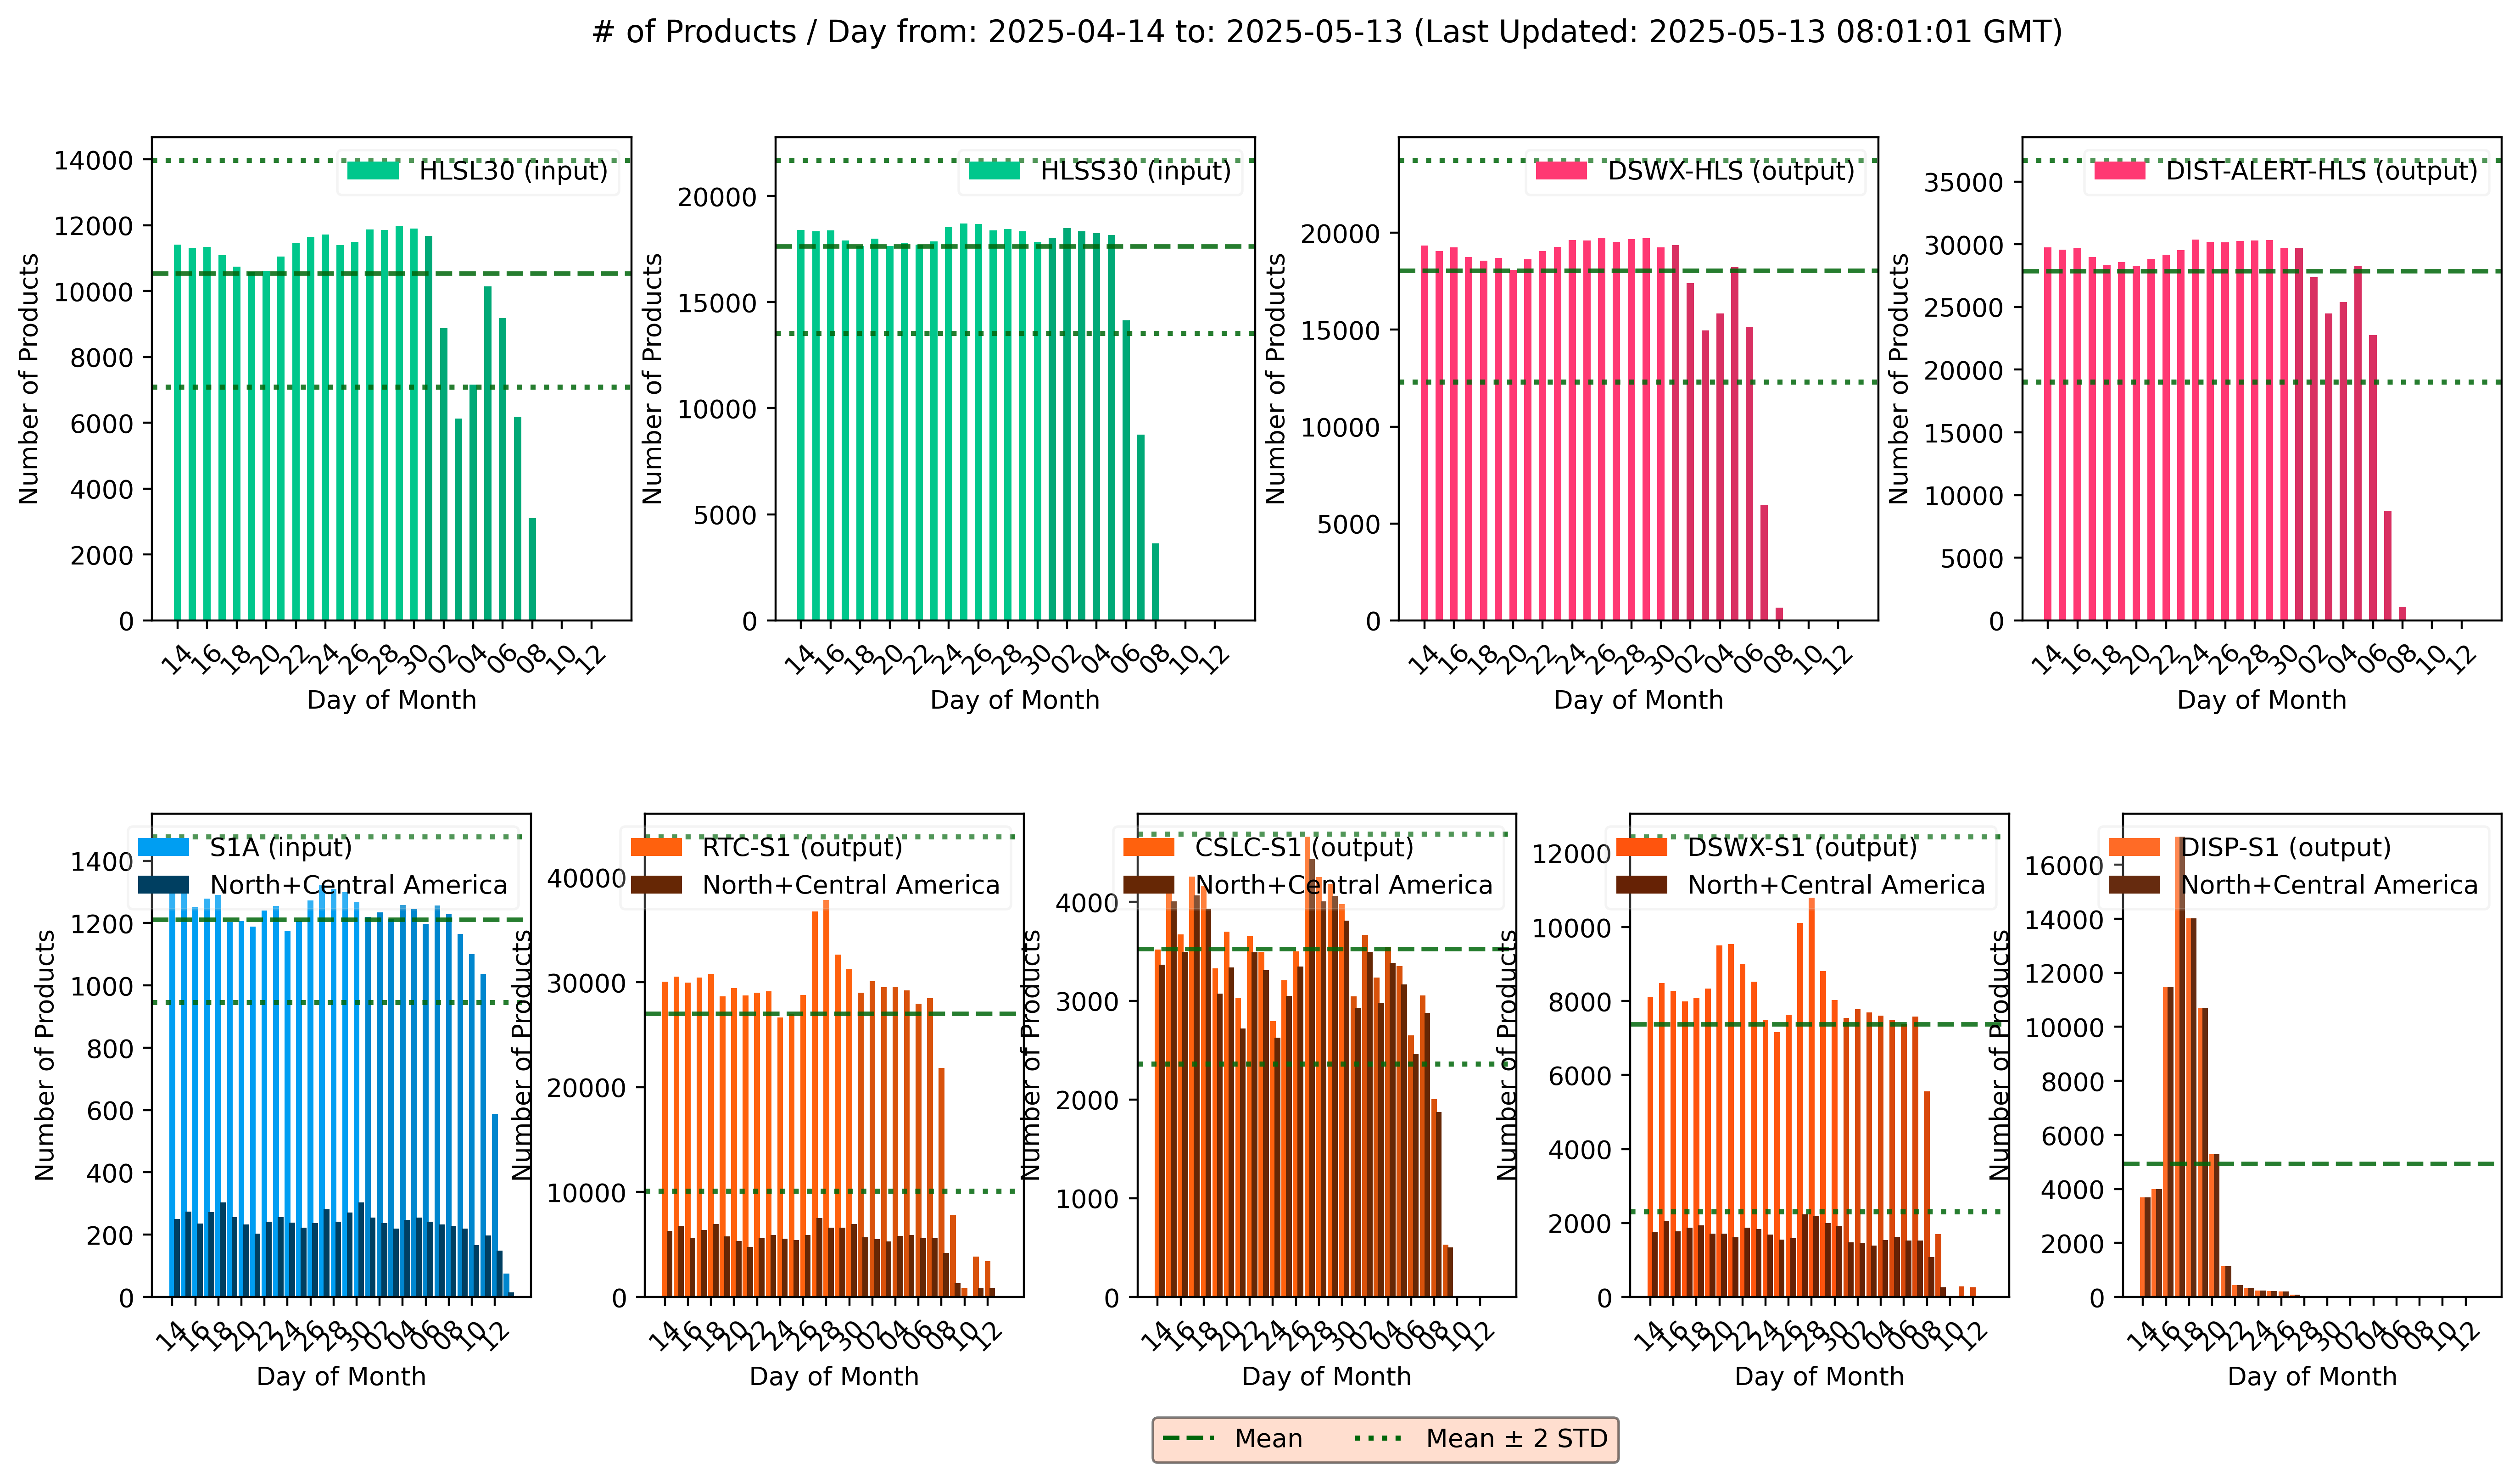 # of Products / Day from: 2025-04-14 to: 2025-05-13 (Last Updated: 2025-05-13 08:01:01 GMT)
HLSL30 (input)
Number of Products
14000
12000
10000
8000
6000
4000
2000
0
14 16 18 20 22 24 26 28 30 02 04 06 08 10 12
Day of Month
HLSS30 (input)
Number of Products
20000
15000
10000
5000
0
14 16 18 20 22 24 26 28 30 02 04 06 08 10 12
Day of Month
DSWX-HLS (output)
Number of Products
20000
15000
10000
5000
0
14 16 18 20 22 24 26 28 30 02 04 06 08 10 12
Day of Month
DIST-ALERT-HLS (output)
Number of Products
35000
30000
25000
20000
15000
10000
5000
0
14 16 18 20 22 24 26 28 30 02 04 06 08 10 12
Day of Month
S1A (input)
North+Central America
Number of Products
1400
1200
1000
800
600
400
200
0
14 16 18 20 22 24 26 28 30 02 04 06 08 10 12
Day of Month
RTC-S1 (output)
North+Central America
Number of Products
40000
30000
20000
10000
0
14 16 18 20 22 24 26 28 30 02 04 06 08 10 12
Day of Month
CSLC-S1 (output)
North+Central America
Number of Products
4000
3000
2000
1000
0
14 16 18 20 22 24 26 28 30 02 04 06 08 10 12
Day of Month
DSWX-S1 (output)
North+Central America
Number of Products
12000
10000
8000
6000
4000
2000
0
14 16 18 20 22 24 26 28 30 02 04 06 08 10 12
Day of Month
DISP-S1 (output)
North+Central America
Number of Products
16000
14000
12000
10000
8000
6000
4000
2000
0
14 16 18 20 22 24 26 28 30 02 04 06 08 10 12
Day of Month
Mean
Mean ± 2 STD